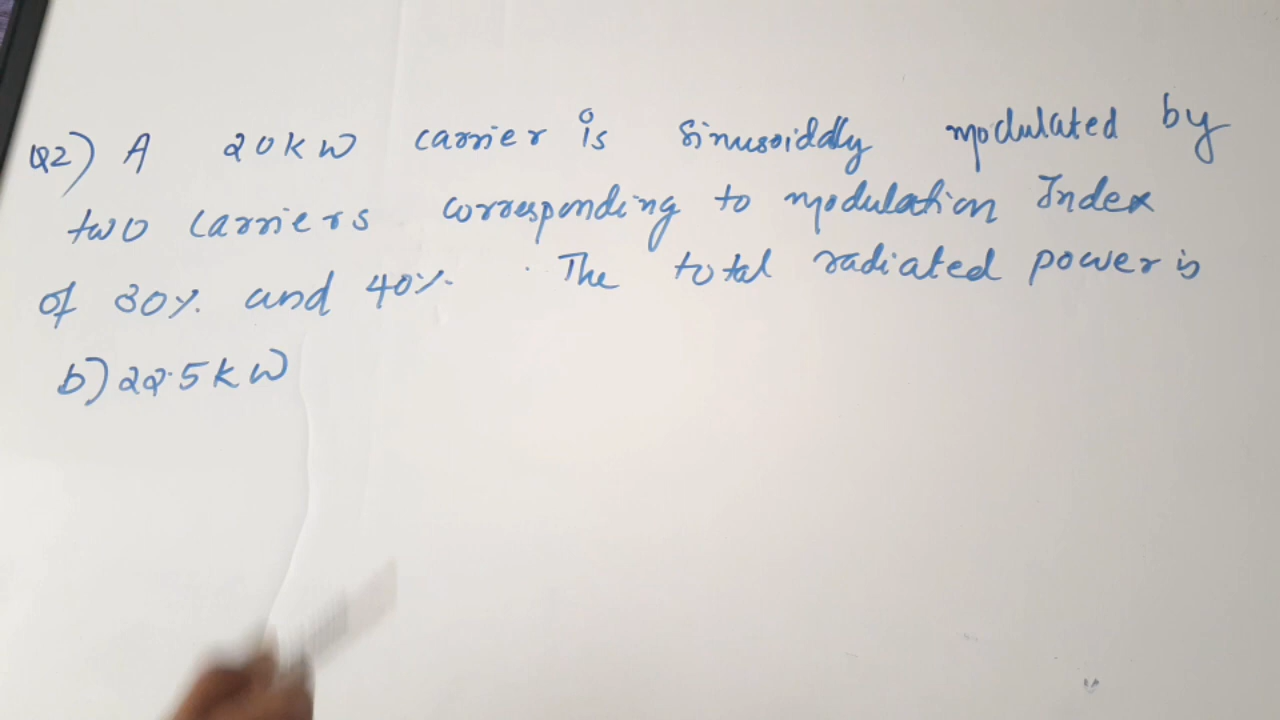 Q2) A 20kW carrier is sinusoiddly modulated by
two carriers corresponding to modulation Index
of 30%. and 40%. The total radiated power is
b) 22.5kW